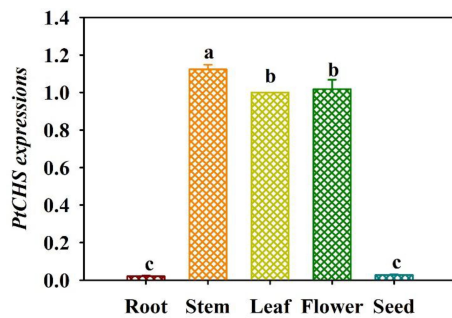 PtCHS expressions
1.4
1.2
1.0
0.8
0.6
0.4
0.2
0.0
a
b
b
c
c
Root Stem Leaf Flower Seed